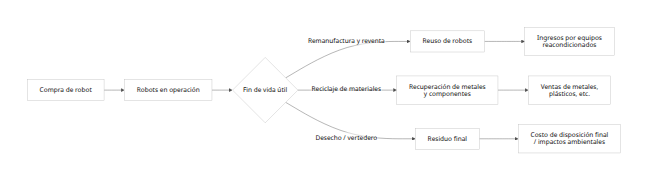 Compra de robot
Robots en operación
Fin de vida útil
Remanufactura y reventa
Reuso de robots
Ingresos por equipos
reacondicionados
Reciclaje de materiales
Recuperación de metales
y componentes
Ventas de metales,
plásticos, etc.
Desecho / vertedero
Residuo final
Costo de disposición final
/ impactos ambientales